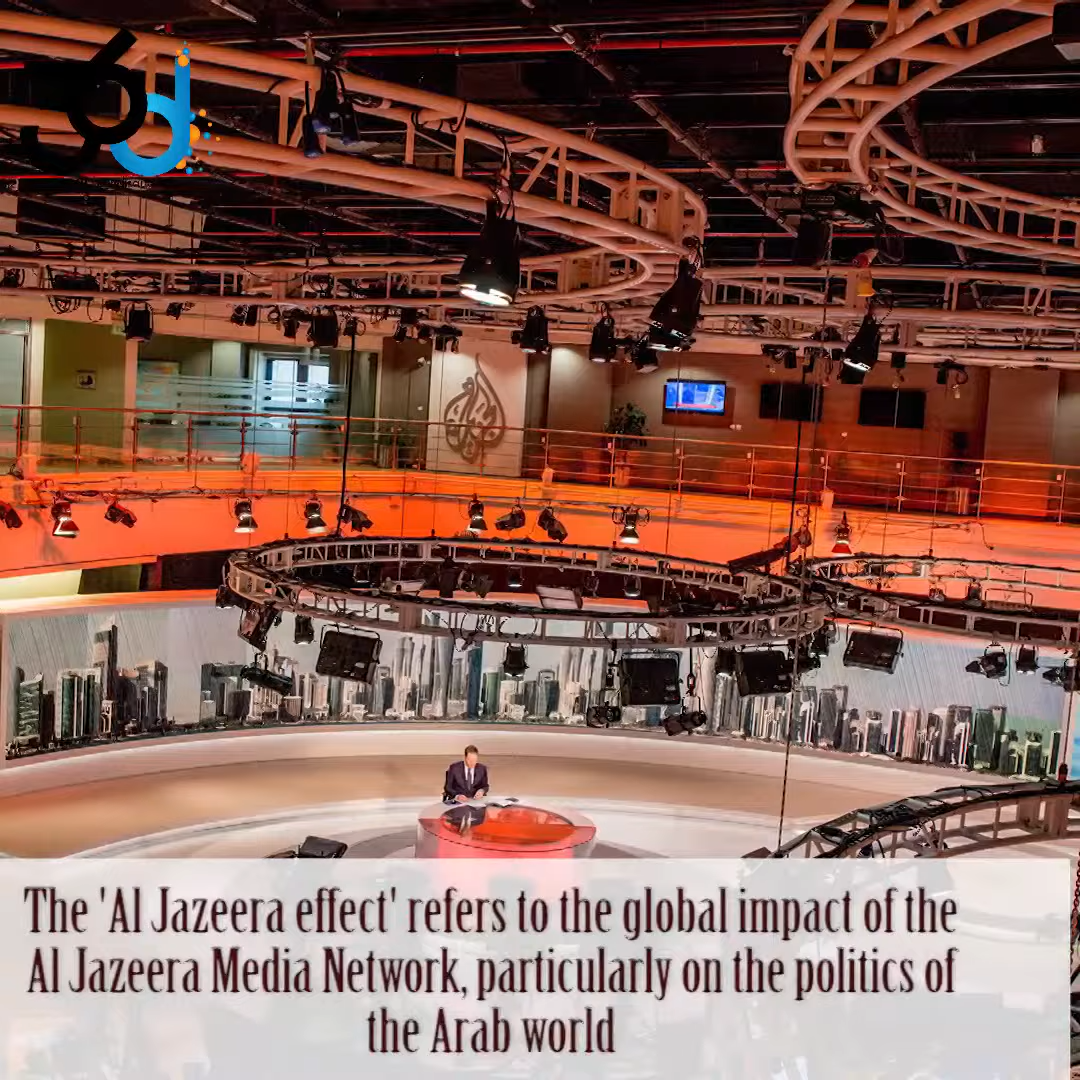 The 'Al Jazeera effect' refers to the global impact of the
Al Jazeera Media Network, particularly on the politics of
the Arab world